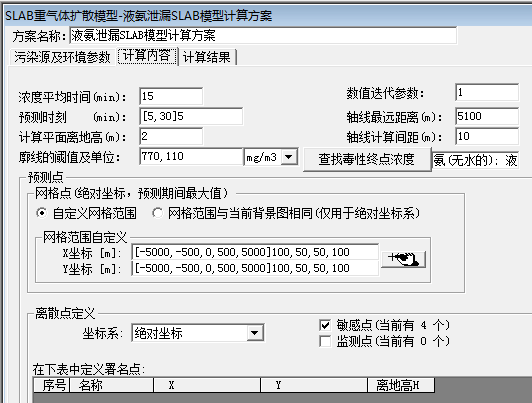 SLAB重气体扩散模型-液氨泄漏SLAB模型计算方案
方案名称: 液氨泄漏SLAB模型计算方案
污染源及环境参数 计算内容 计算结果
浓度平均时间(min): 15 数值迭代参数: 1
预测时刻 (min): [5,30]5 轴线最远距离(m): 5100
计算平面离地高(m): 2 轴线计算间距(m): 10
廓线的阈值及单位: 770,110 mg/m3 查找毒性终点浓度 氨(无水的); 液
预测点
网格点(绝对坐标，预测期间最大值)
自定义网格范围 网格范围与当前背景图相同(仅用于绝对坐标系)
网格范围自定义
X坐标 [m]: [-5000,-500,0,500,5000]100,50,50,100
Y坐标 [m]: [-5000,-500,0,500,5000]100,50,50,100
离散点定义
坐标系: 绝对坐标 敏感点(当前有 4 个)
监测点(当前有 0 个)
在下表中定义署名点:
序号 名称 X Y 离地高H